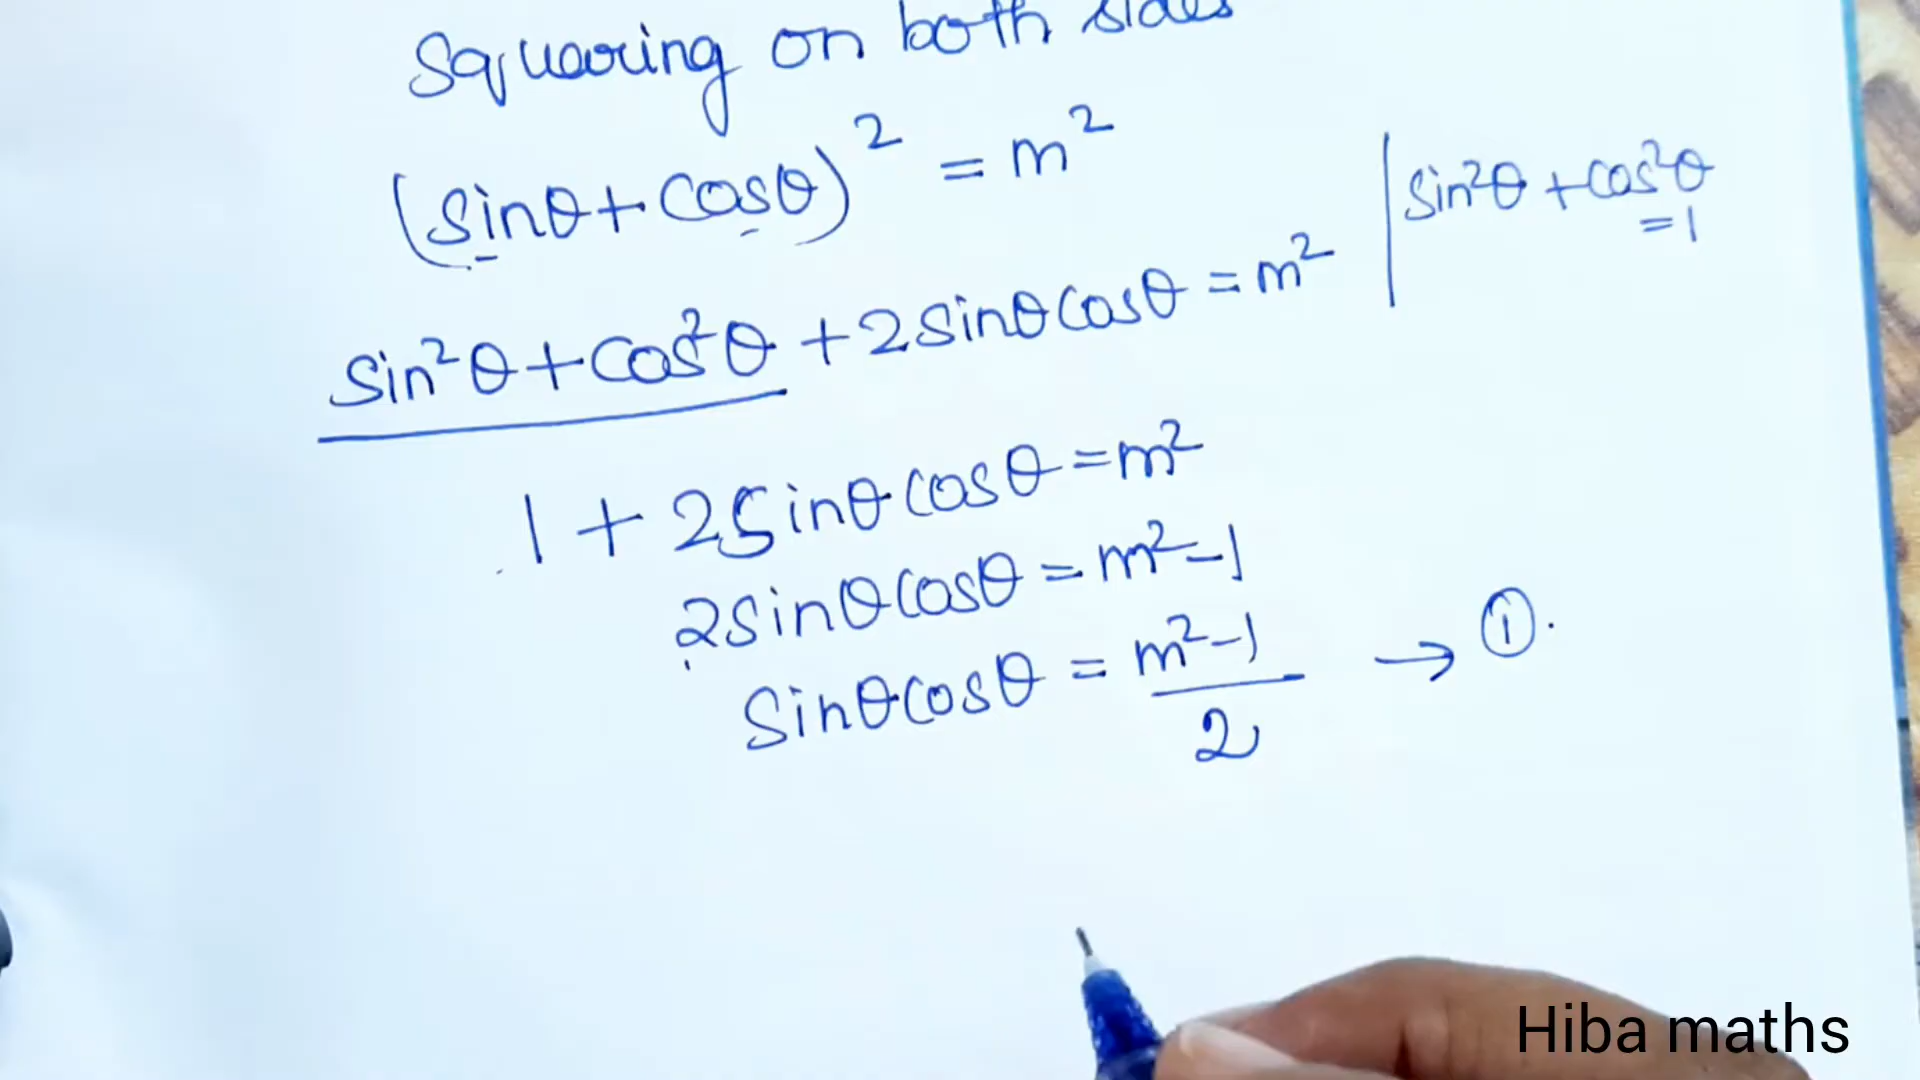 Squaring on both sides
(sinθ+cosθ)² = m²
sin²θ + cos²θ = 1
sin²θ+cos²θ + 2sinθcosθ = m²
1 + 2sinθcosθ = m²
2sinθcosθ = m²-1
sinθcosθ = m²-1/2 → ①.
Hiba maths